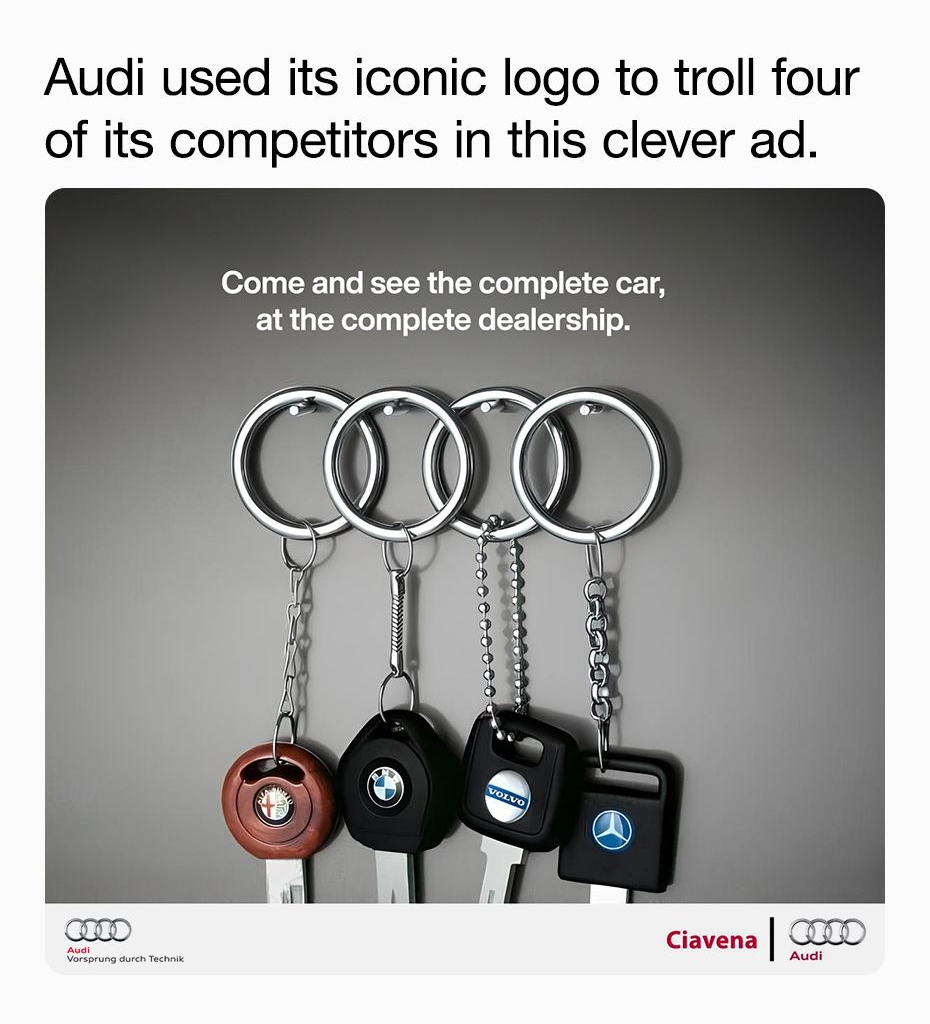 Audi used its iconic logo to troll four
of its competitors in this clever ad.
Come and see the complete car,
at the complete dealership.
BMW
VOLVO
Audi
Vorsprung durch Technik
Ciavena
Audi